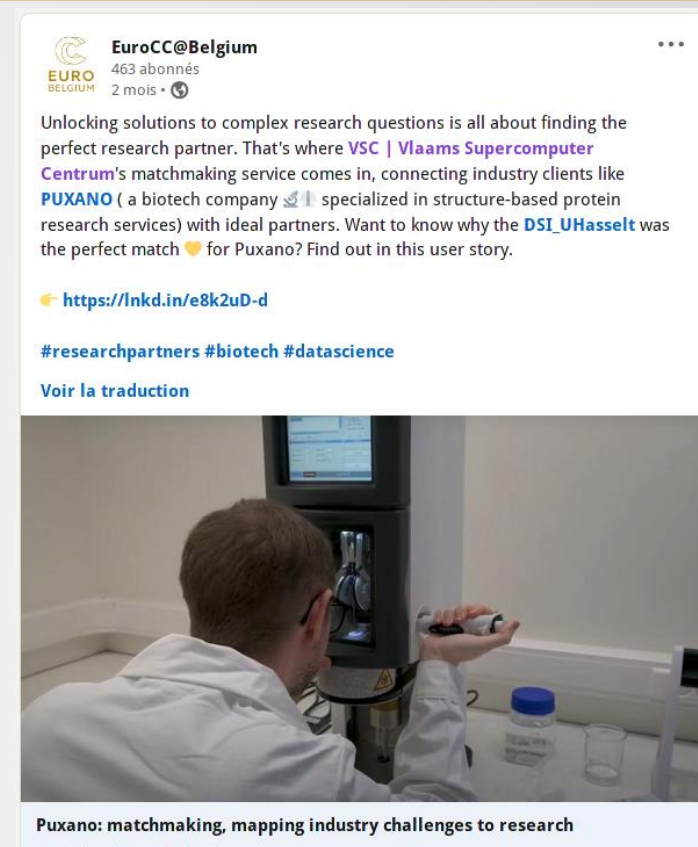 EuroCC@Belgium
EURO
BELGIUM
463 abonnés
2 mois •
Unlocking solutions to complex research questions is all about finding the
perfect research partner. That's where VSC | Vlaams Supercomputer
Centrum's matchmaking service comes in, connecting industry clients like
PUXANO ( a biotech company 🔬🥼 specialized in structure-based protein
research services) with ideal partners. Want to know why the DSI_UHasselt was
the perfect match 💛 for Puxano? Find out in this user story.
👉 https://lnkd.in/e8k2uD-d
#researchpartners #biotech #datascience
Voir la traduction
Puxano: matchmaking, mapping industry challenges to research